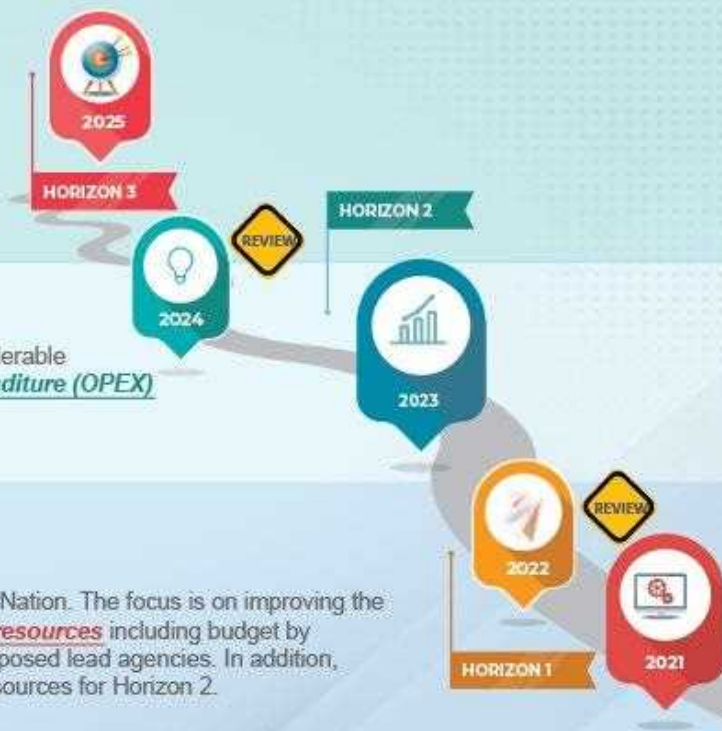 2025
HORIZON 3
HORIZON 2
REVIEW
2024
erable
diture (OPEX)
2023
REVIEW
2022
Nation. The focus is on improving the
resources including budget by
posed lead agencies. In addition,
sources for Horizon 2.
HORIZON 1
2021